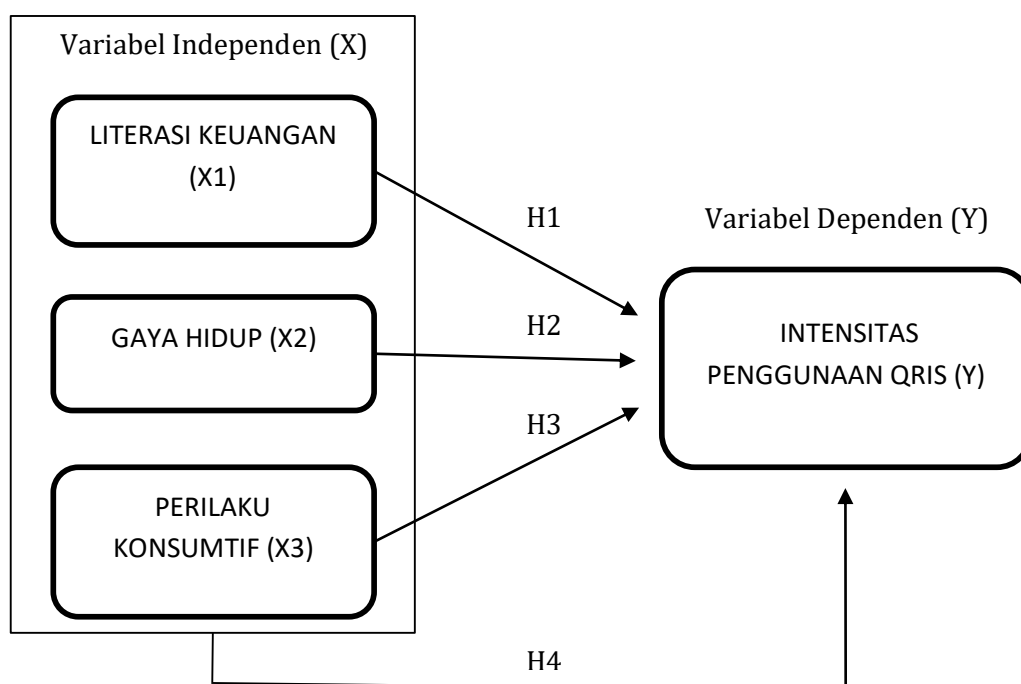 Variabel Independen (X)
LITERASI KEUANGAN
(X1)
H1
Variabel Dependen (Y)
GAYA HIDUP (X2)
H2
INTENSITAS
PENGGUNAAN QRIS (Y)
H3
PERILAKU
KONSUMTIF (X3)
H4